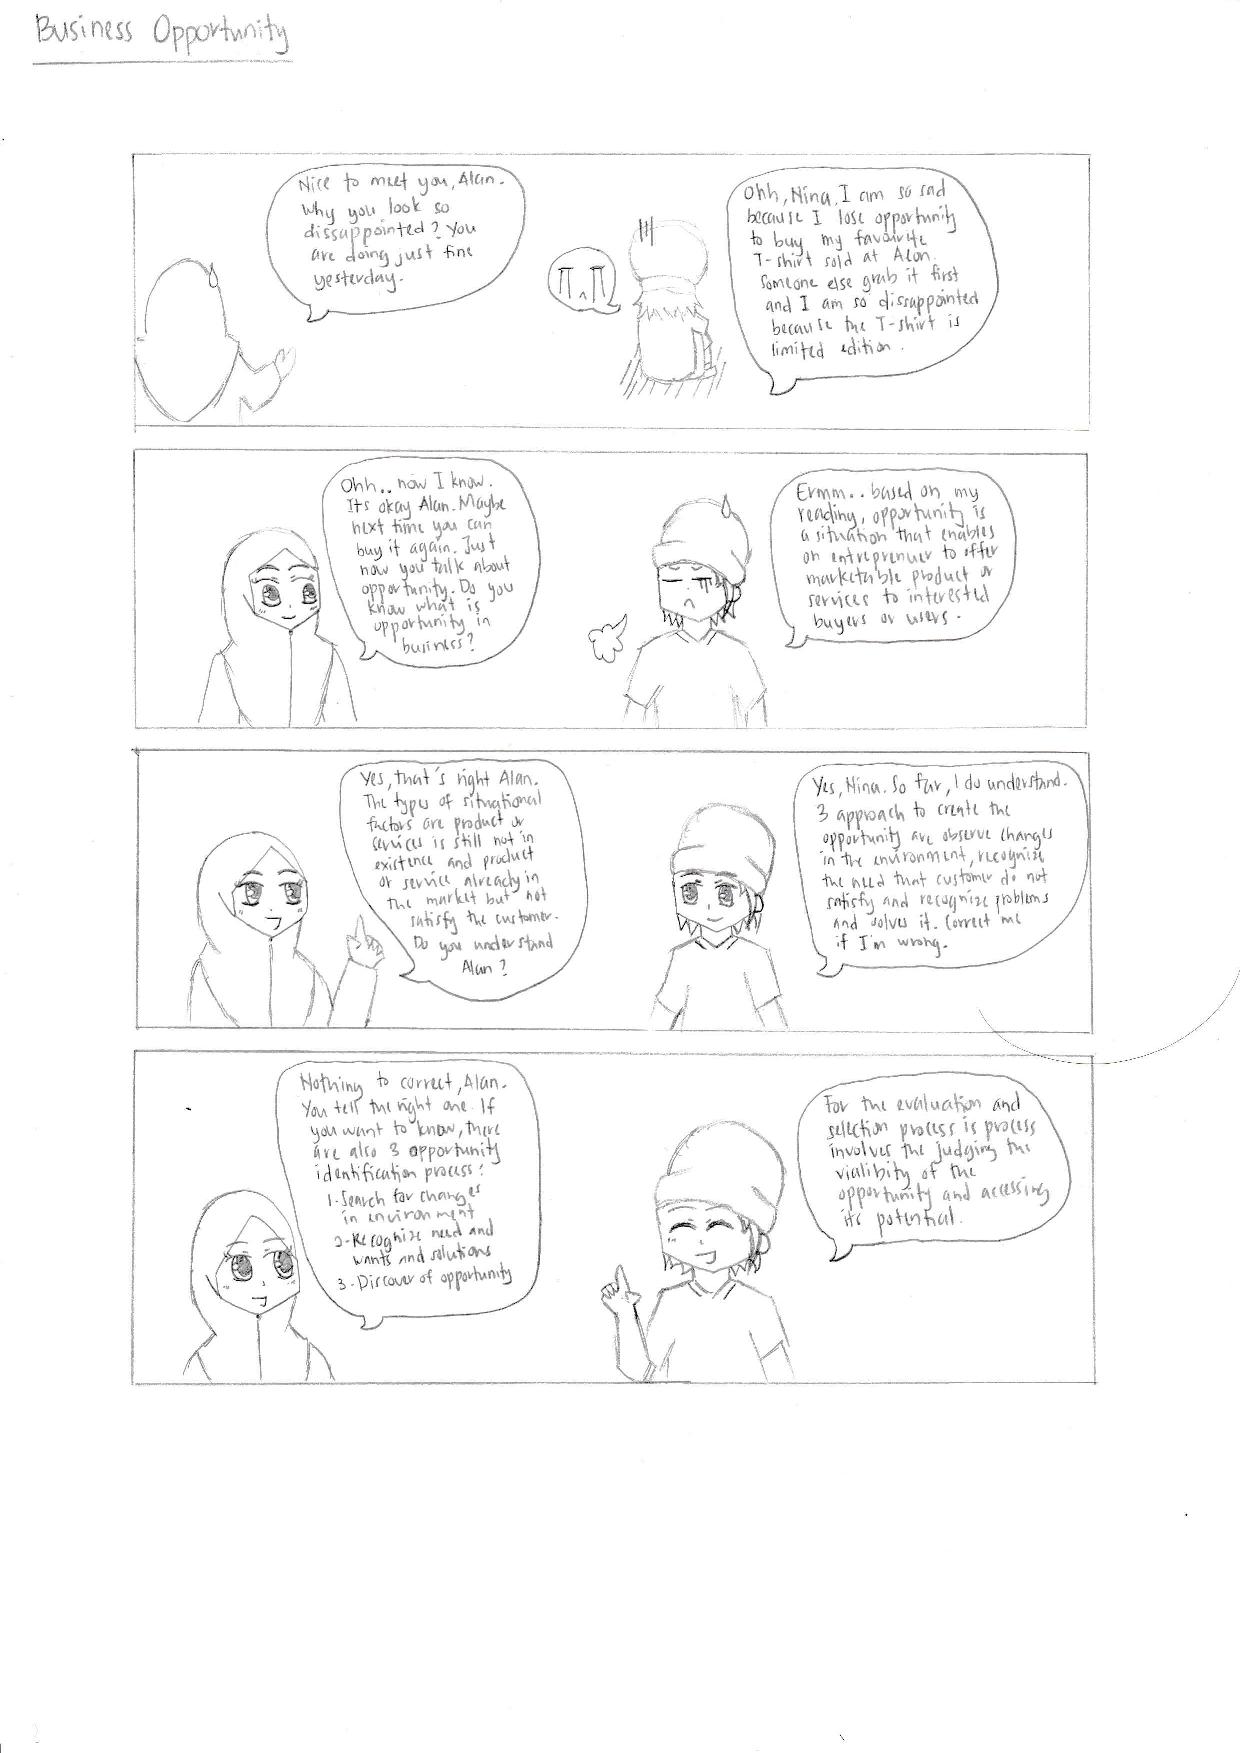 Business Opportunity
Nice to meet you, Alan.
Why you look so
dissappointed? You
are doing just fine
yesterday.
Π^Π
Ohh, Nina, I am so sad
because I lose opportunity
to buy my favourite
T-shirt sold at Aeon.
Someone else grab it first
and I am so dissappointed
because the T-shirt is
limited edition.
Ohh.. now I know.
Its okay Alan. Maybe
next time you can
buy it again. Just
now you talk about
opportunity. Do you
know what is
opportunity in
business?
Ermm.. based on my
reading, opportunity is
a situation that enables
an entreprenuer to offer
marketable product or
services to interested
buyers or users.
Yes, that's right Alan.
The types of situational
factors are product or
services is still not in
existence and product
or service already in
the market but not
satisfy the customer.
Do you understand
Alan?
Yes, Nina. So far, I do understand.
3 approach to create the
opportunity are observe changes
in the environment, recognize
the need that customer do not
satisfy and recognize problems
and solves it. Correct me
if I'm wrong.
Nothing to correct, Alan.
You tell the right one. If
you want to know, there
are also 3 opportunity
identification process:
1. Search for changes
in environment
2. Recognize need and
wants and solutions
3. Discover of opportunity
For the evaluation and
selection process is process
involves the judging the
vialibity of the
opportunity and accessing
its potential.